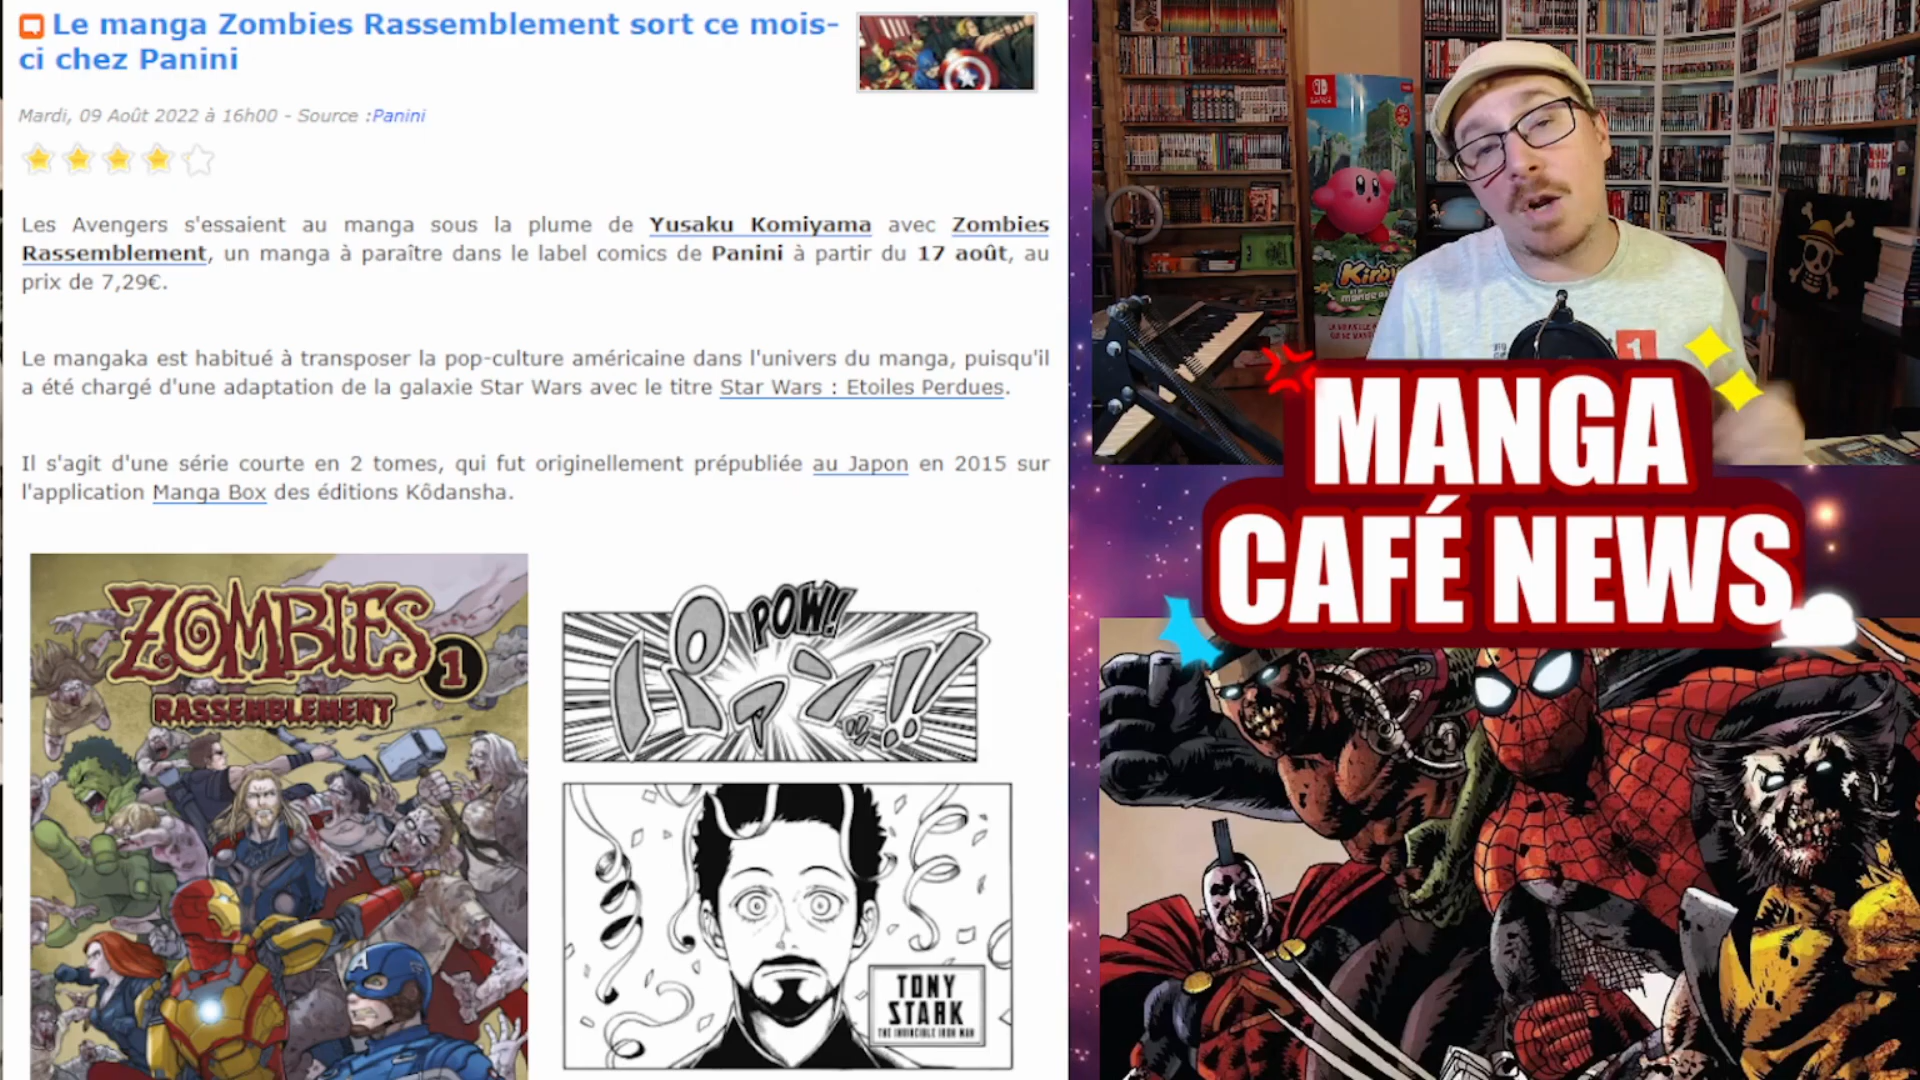 Le manga Zombies Rassemblement sort ce mois-
ci chez Panini
Mardi, 09 Août 2022 à 16h00 - Source :Panini
Les Avengers s'essaient au manga sous la plume de Yusaku Komiyama avec Zombies
Rassemblement, un manga à paraître dans le label comics de Panini à partir du 17 août, au
prix de 7,29€.
Le mangaka est habitué à transposer la pop-culture américaine dans l'univers du manga, puisqu'il
a été chargé d'une adaptation de la galaxie Star Wars avec le titre Star Wars : Etoiles Perdues.
Il s'agit d'une série courte en 2 tomes, qui fut originellement prépubliée au Japon en 2015 sur
l'application Manga Box des éditions Kôdansha.
ZOMBIES
1
RASSEMBLEMENT
POW!!
パァン!!
TONY
STARK
THE INVINCIBLE IRON MAN
Kirby
1
MANGA
CAFÉ NEWS